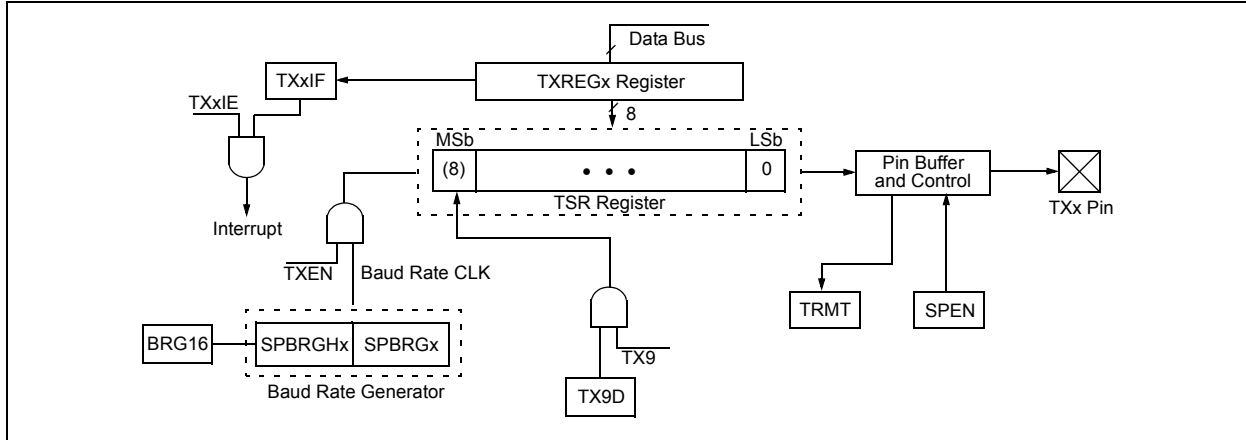 Data Bus
TXxIF
TXREGx Register
TXxIE
8
MSb
LSb
(8)
• • •
0
TSR Register
Pin Buffer
and Control
TXx Pin
Interrupt
TXEN
Baud Rate CLK
TRMT
SPEN
BRG16
SPBRGHx
SPBRGx
TX9
Baud Rate Generator
TX9D